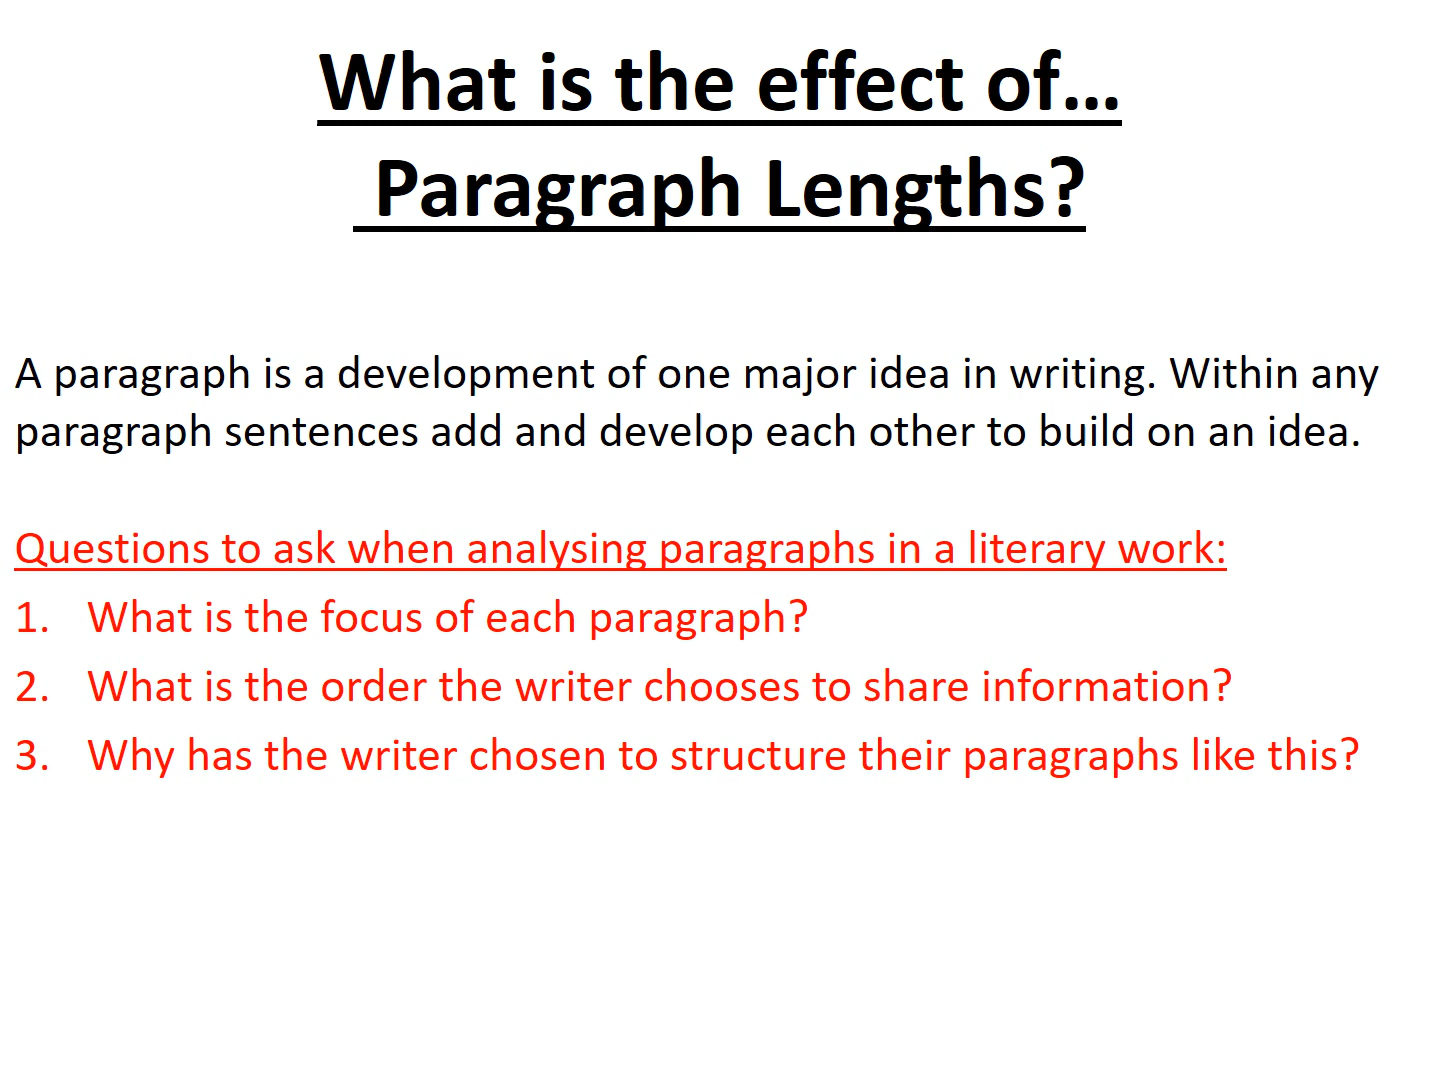 What is the effect of...
Paragraph Lengths?
A paragraph is a development of one major idea in writing. Within any
paragraph sentences add and develop each other to build on an idea.
Questions to ask when analysing paragraphs in a literary work:
1. What is the focus of each paragraph?
2. What is the order the writer chooses to share information?
3. Why has the writer chosen to structure their paragraphs like this?